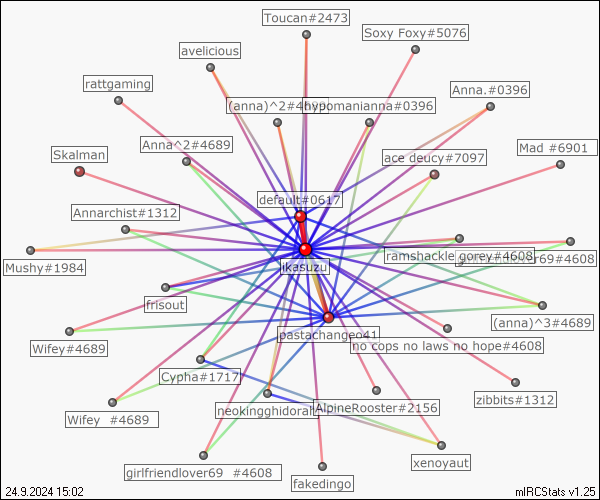 Toucan#2473
Soxy Foxy#5076
avelicious
rattgaming
Anna.#0396
(anna)^2#4
hypomanianna#0396
Anna^2#4689
Mad #6901
Skalman
ace deucy#7097
default#0617
Annarchist#1312
ramshackle gorey#4608
69#4608
Mushy#1984
ikasuzu
frisout
(anna)^3#4689
pastachangeo41
Wifey#4689
no cops no laws no hope#4608
Cypha#1717
zibbits#1312
neokingghidorah
AlpineRooster#2156
Wifey #4689
xenoyaut
girlfriendlover69 #4608
fakedingo
24.9.2024 15:02
mIRCStats v1.25